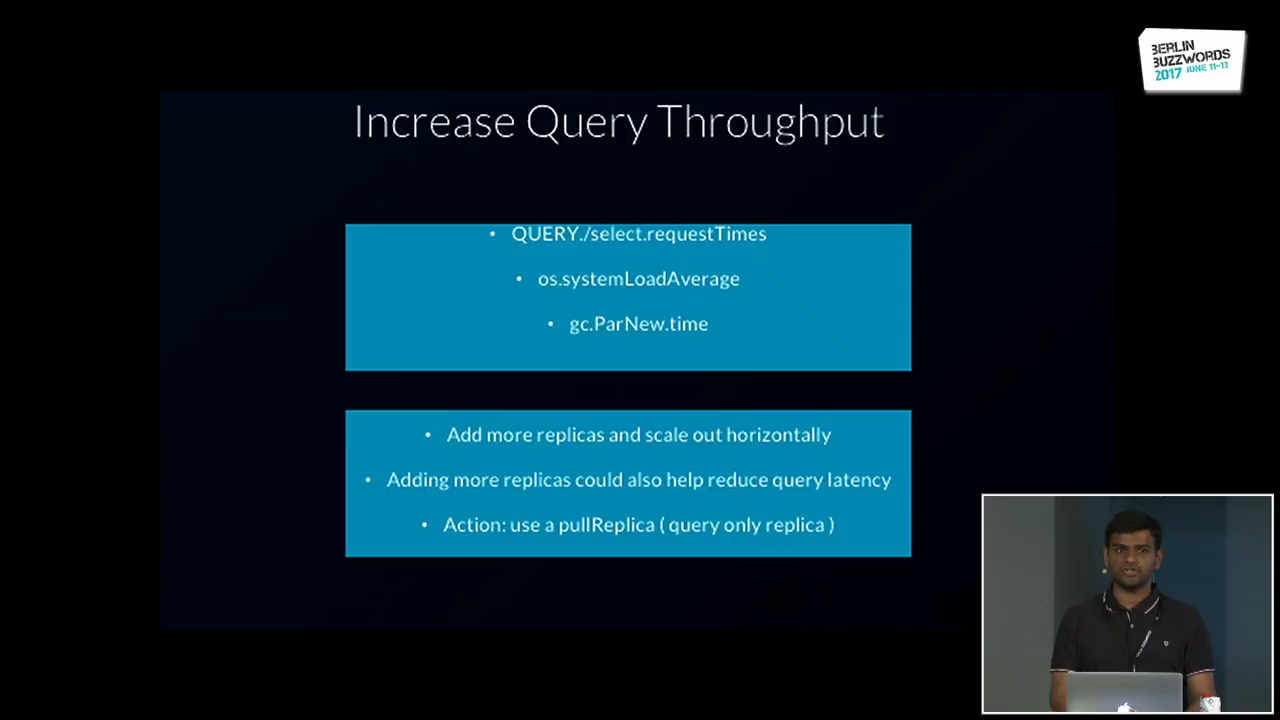 BERLIN
BUZZWORDS
2017 JUNE 11-13
Increase Query Throughput
• QUERY./select.requestTimes
• os.systemLoadAverage
• gc.ParNew.time
• Add more replicas and scale out horizontally
• Adding more replicas could also help reduce query latency
• Action: use a pullReplica ( query only replica )